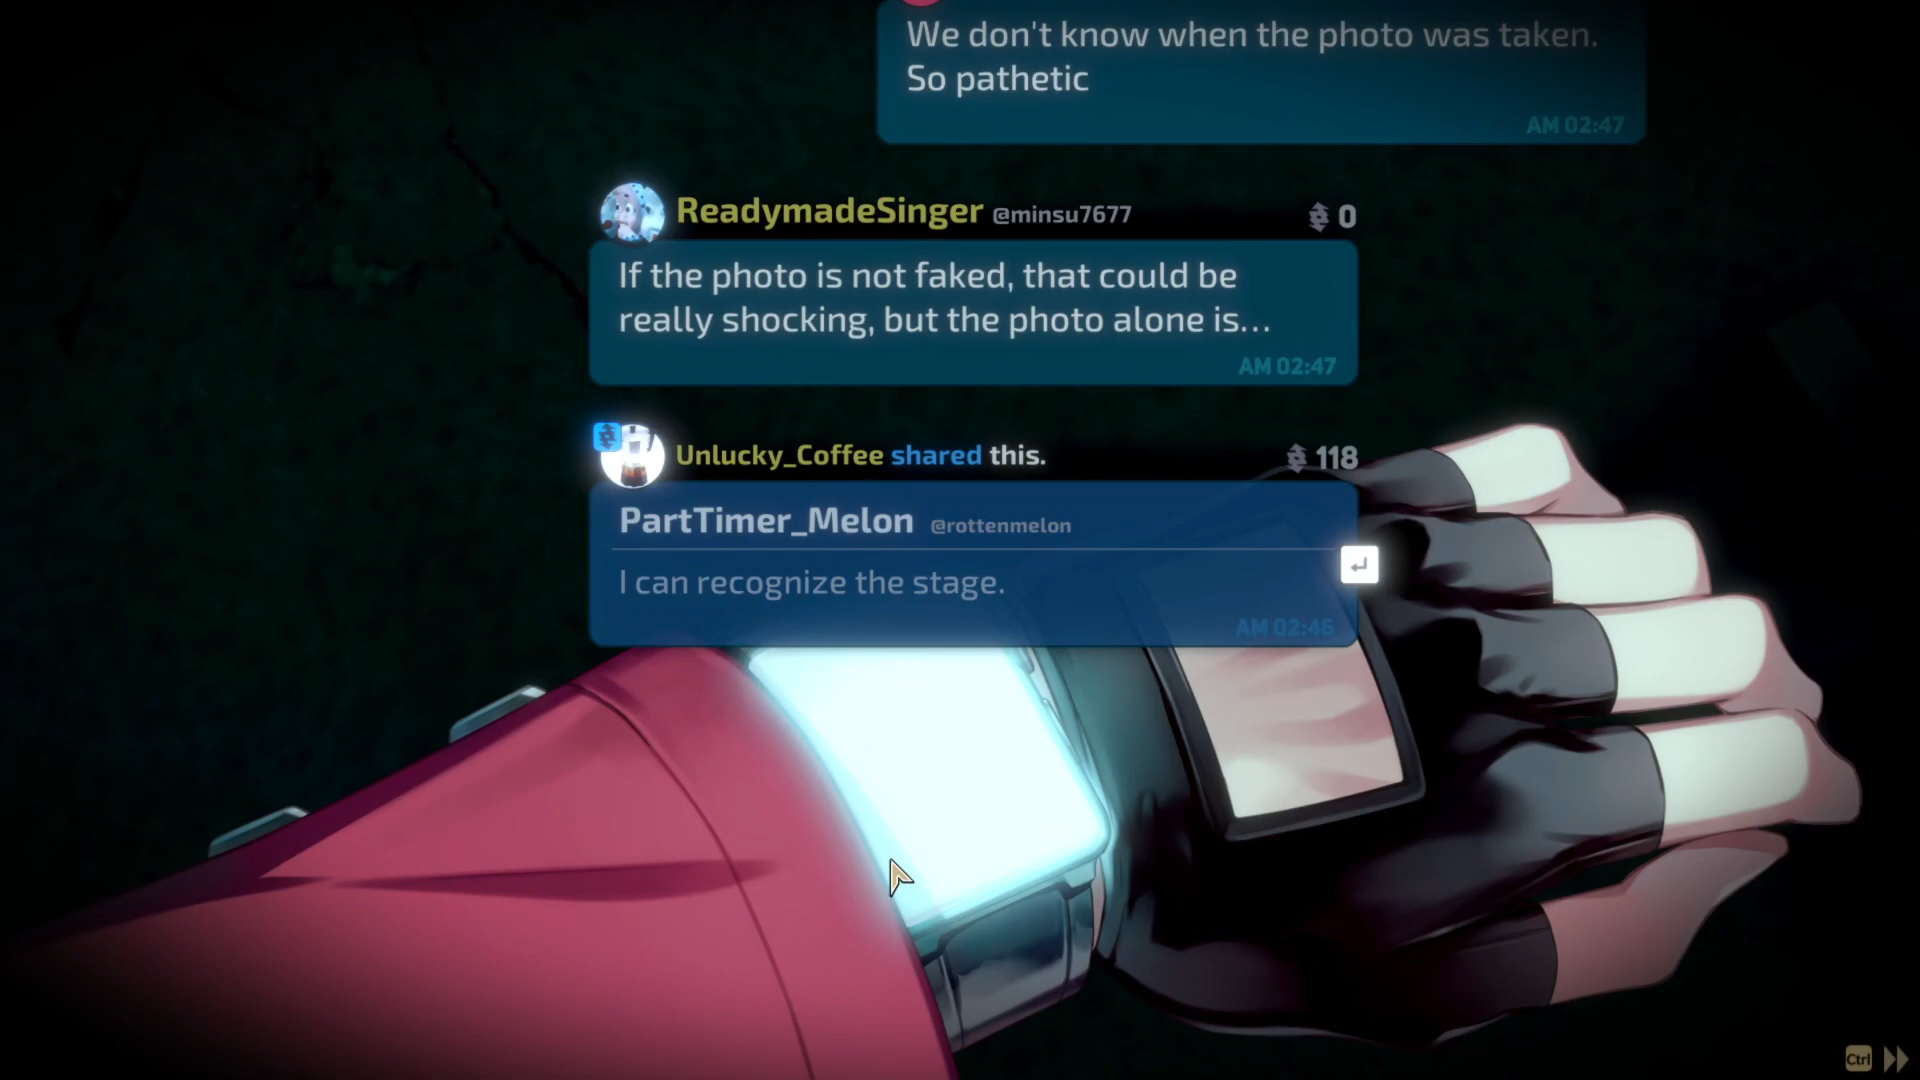 We don't know when the photo was taken.
So pathetic
AM 02:47
ReadymadeSinger @minsu7677 0
If the photo is not faked, that could be
really shocking, but the photo alone is...
AM 02:47
Unlucky_Coffee shared this. 118
PartTimer_Melon @rottenmelon
I can recognize the stage.
AM 02:46
Ctrl